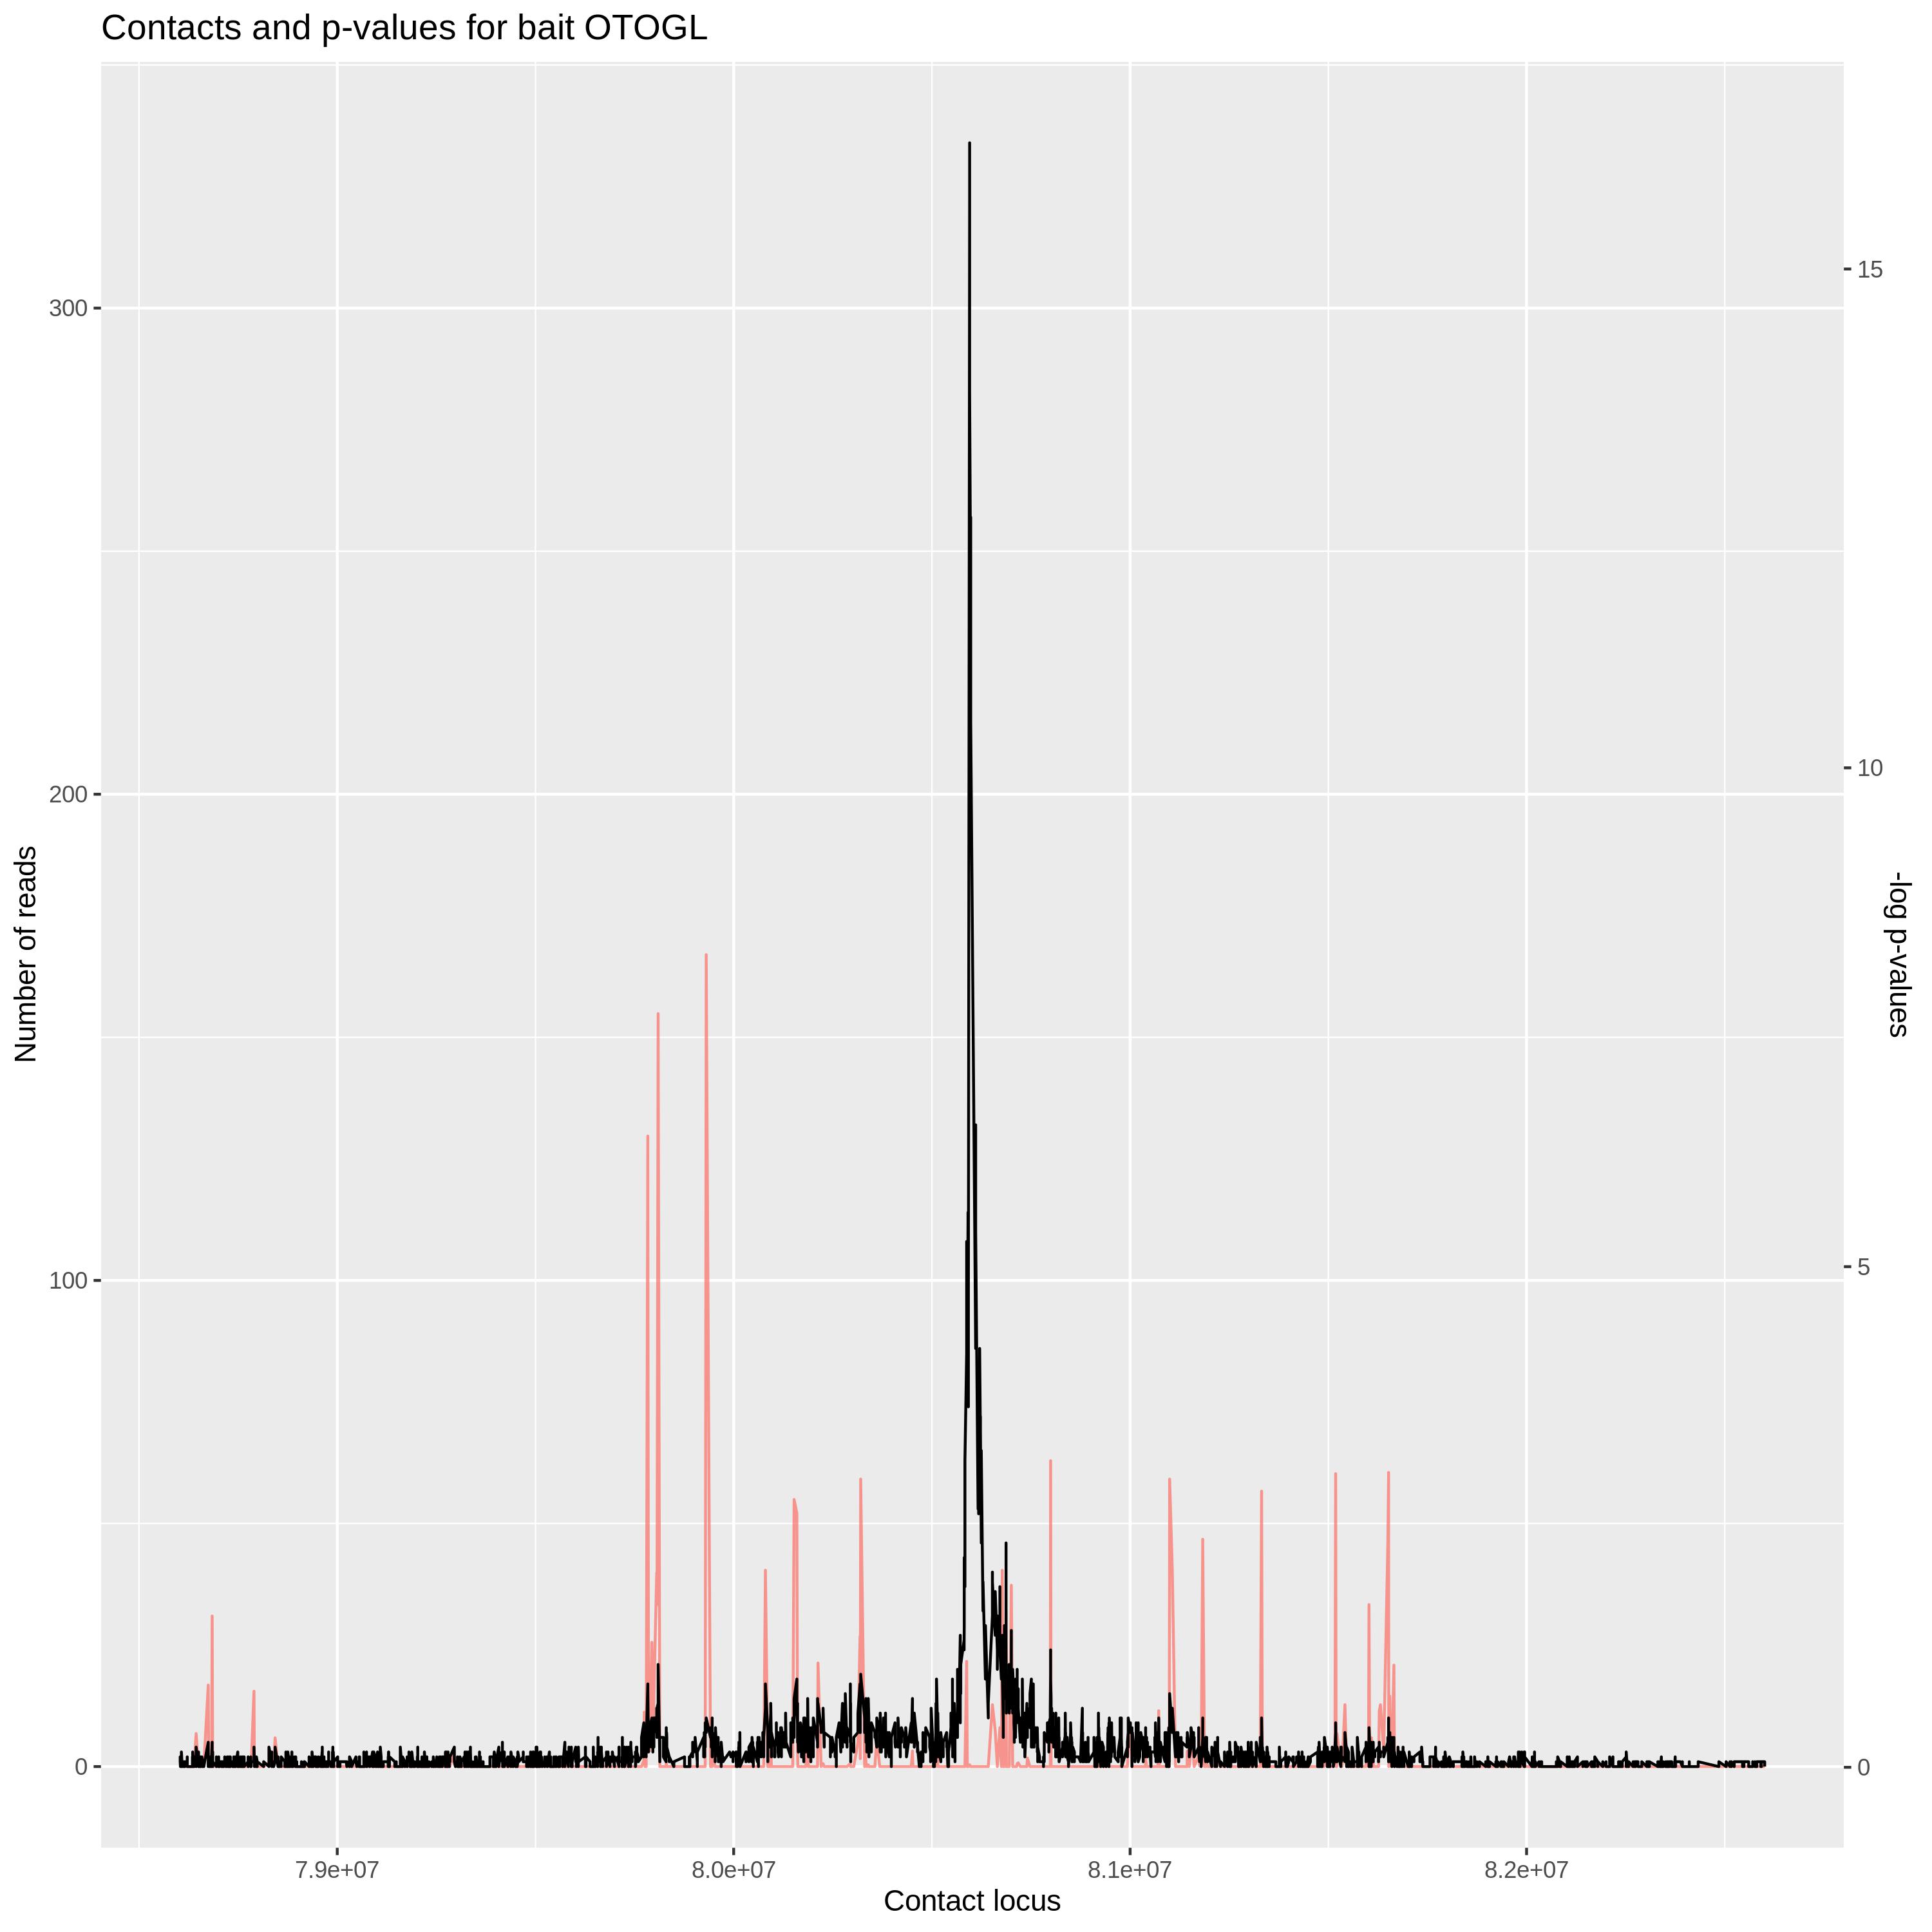 Contacts and p-values for bait OTOGL
Number of reads
300
200
100
0
15
10
5
0
-log p-values
7.9e+07
8.0e+07
8.1e+07
8.2e+07
Contact locus